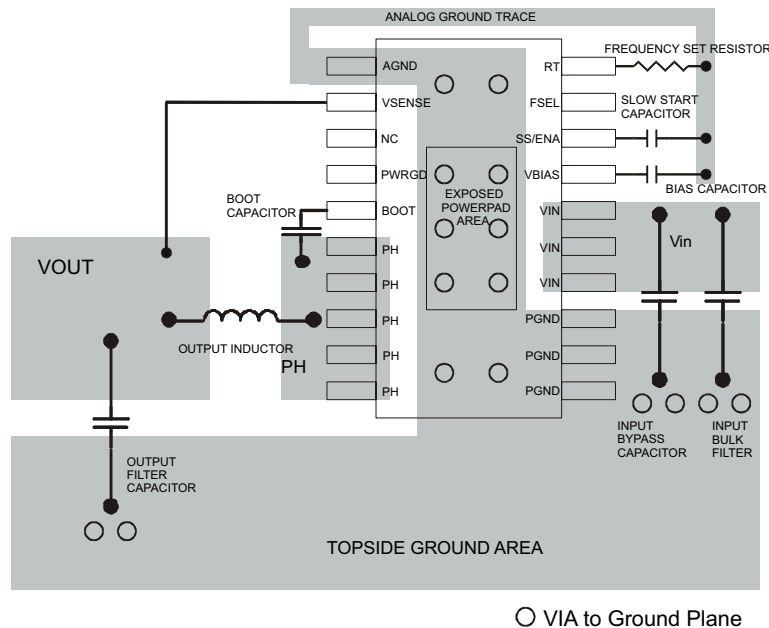 ANALOG GROUND TRACE
FREQUENCY SET RESISTOR
AGND
RT
VSENSE
FSEL
SLOW START
CAPACITOR
NC
SS/ENA
PWRGD
VBIAS
BIAS CAPACITOR
EXPOSED
POWERPAD
AREA
BOOT
CAPACITOR
BOOT
VIN
PH
VIN
Vin
VOUT
PH
VIN
PH
PGND
OUTPUT INDUCTOR
PH
PH
PGND
PH
PGND
INPUT
BYPASS
CAPACITOR
INPUT
BULK
FILTER
OUTPUT
FILTER
CAPACITOR
TOPSIDE GROUND AREA
VIA to Ground Plane